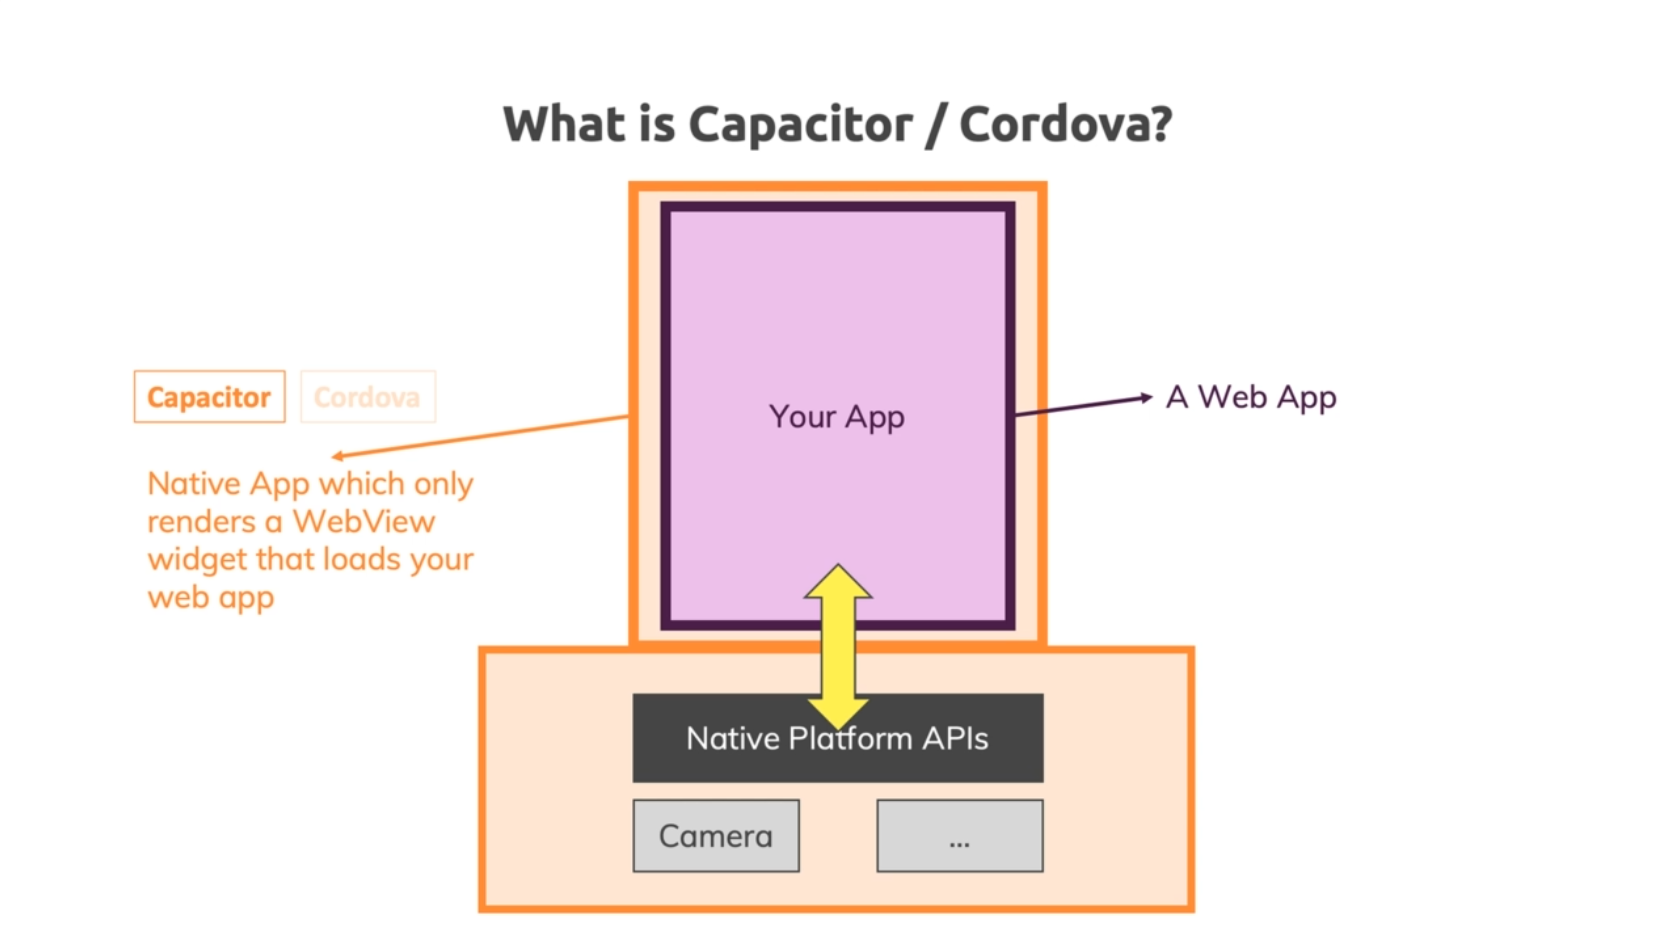 What is Capacitor / Cordova?
Capacitor
Cordova
Native App which only
renders a WebView
widget that loads your
web app
Your App
A Web App
Native Platform APIs
Camera
...